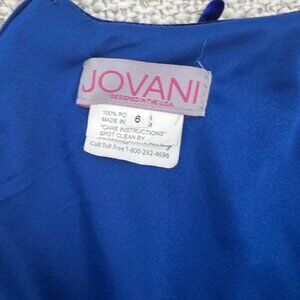 JOVANI
DESIGNED IN THE U.S.A.
100% PO
MADE IN
6
"CARE INSTRUCTIONS"
SPOT CLEAN BY
Call Toll Free 1-800-292-4696